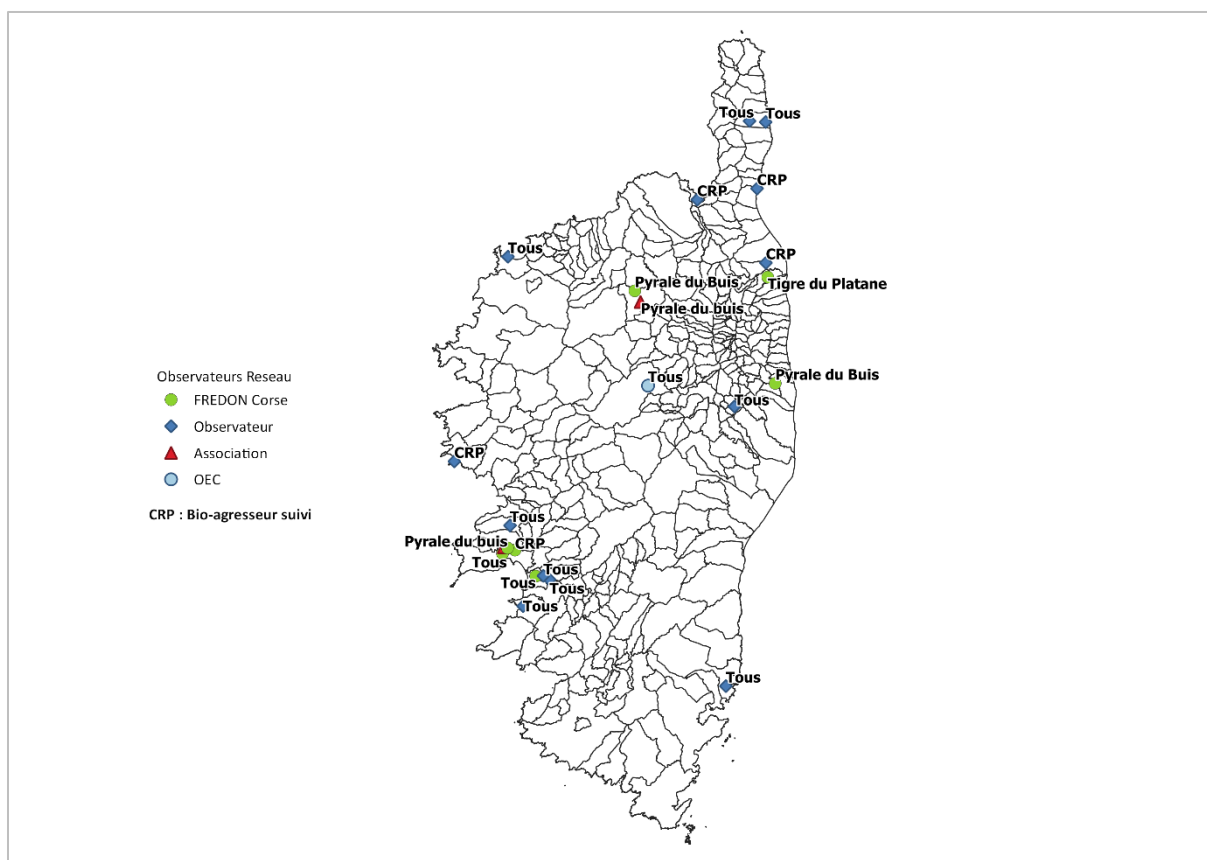 Tous
Tous
CRP
CRP
Tous
CRP
Pyrale du Buis
Tigre du Platane
Pyrale du buis
Observateurs Reseau
FREDON Corse
Observateur
Association
OEC
CRP : Bio-agresseur suivi
Tous
Pyrale du Buis
Tous
CRP
Tous
Pyrale du buis
CRP
Tous
Tous
Tous
Tous
Tous
Tous